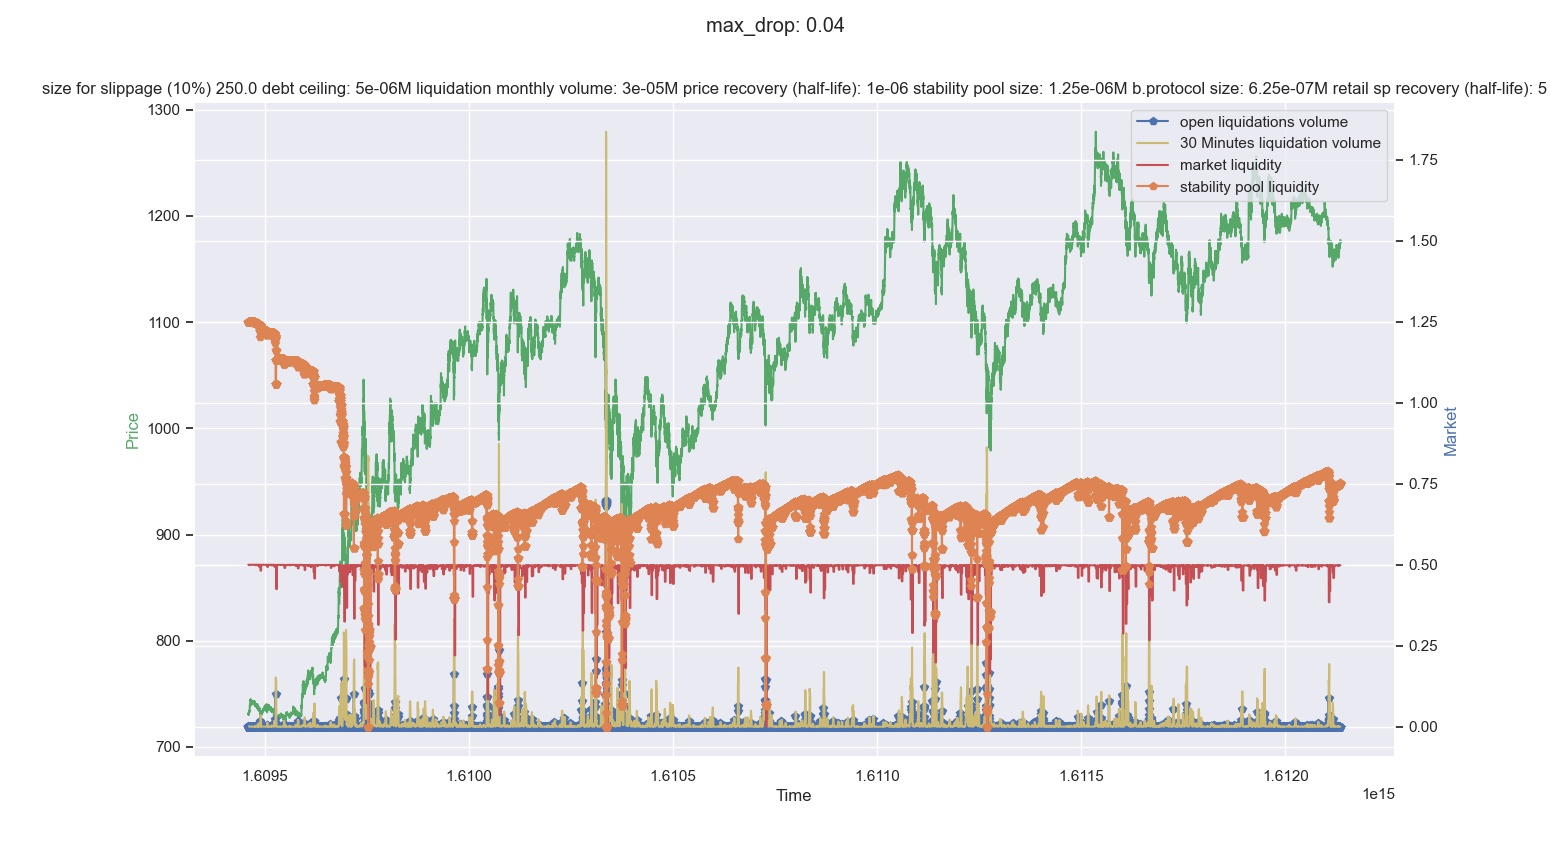 max_drop: 0.04
size for slippage (10%) 250.0 debt ceiling: 5e-06M liquidation monthly volume: 3e-05M price recovery (half-life): 1e-06 stability pool size: 1.25e-06M b.protocol size: 6.25e-07M retail sp recovery (half-life): 5
1300
1200
1100
1000
900
800
700
Price
open liquidations volume
30 Minutes liquidation volume
market liquidity
stability pool liquidity
1.75
1.50
1.25
1.00
0.75
0.50
0.25
0.00
Market
1.6095 1.6100 1.6105 1.6110 1.6115 1.6120
Time
1e15